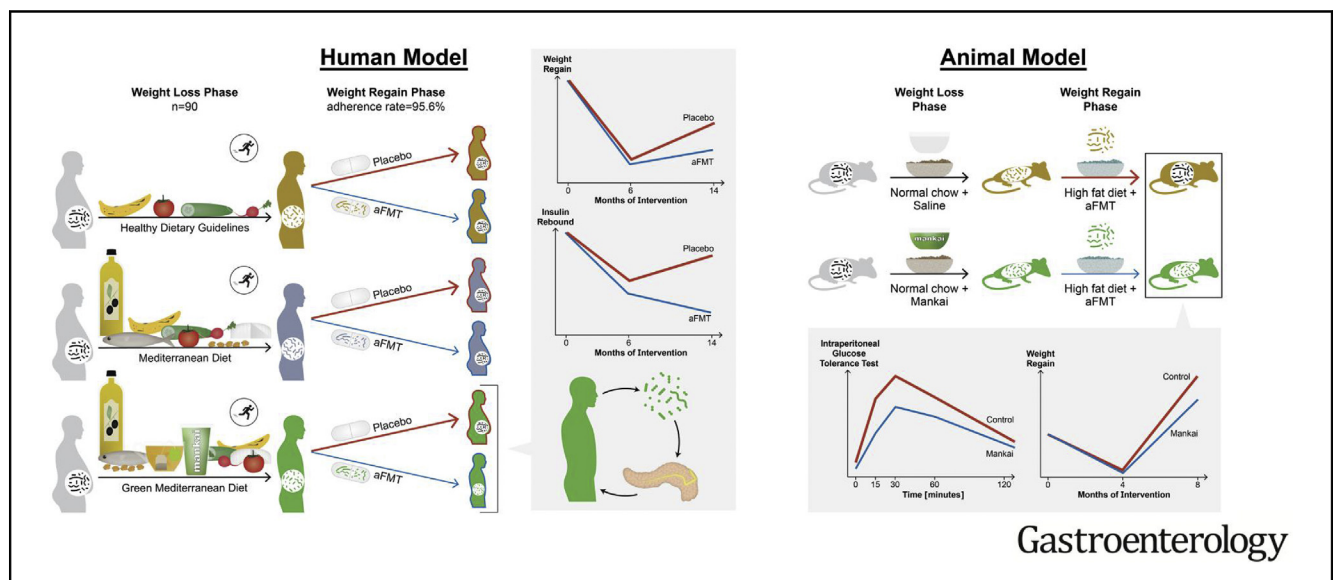 Human Model
Weight Loss Phase
n=90
Weight Regain Phase
adherence rate=95.6%
Healthy Dietary Guidelines
Placebo
aFMT
Mediterranean Diet
Placebo
aFMT
mankai
Green Mediterranean Diet
Placebo
aFMT
Weight
Regain
Placebo
aFMT
0
6
14
Months of Intervention
Insulin
Rebound
Placebo
aFMT
0
6
14
Months of Intervention
Animal Model
Weight Loss
Phase
Weight Regain
Phase
Normal chow +
Saline
High fat diet +
aFMT
mankai
Normal chow +
Mankai
High fat diet +
aFMT
Intraperitoneal
Glucose
Tolerance Test
Control
Mankai
0
15
30
60
120
Time [minutes]
Weight
Regain
Control
Mankai
0
4
8
Months of Intervention
Gastroenterology